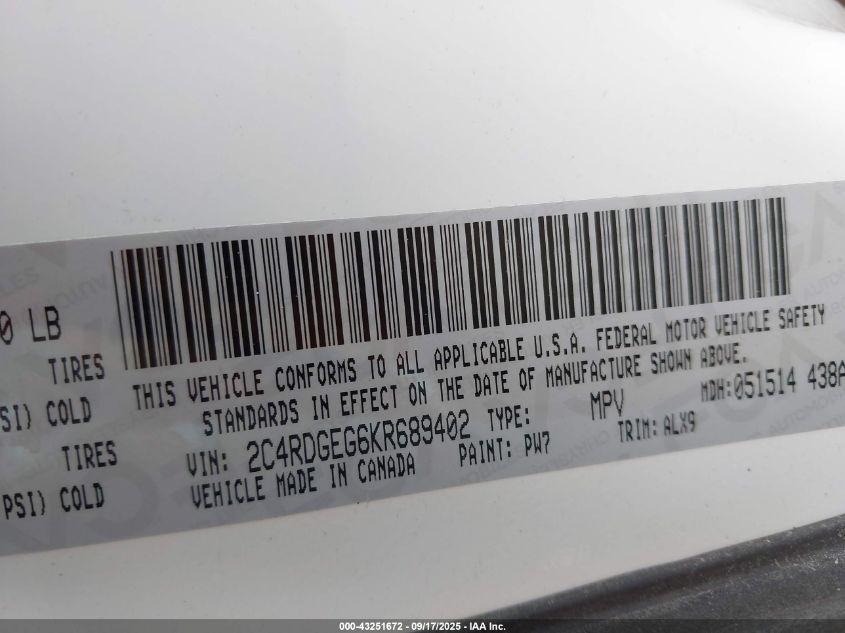 0 LB
TIRES
SI) COLD
TIRES
PSI) COLD
THIS VEHICLE CONFORMS TO ALL APPLICABLE U.S.A. FEDERAL MOTOR VEHICLE SAFETY
STANDARDS IN EFFECT ON THE DATE OF MANUFACTURE SHOWN ABOVE.
VIN: 2C4RDGEG6KR689402 TYPE: MPV MDH:051514 438A
VEHICLE MADE IN CANADA PAINT: PW7 TRIM: ALX9
000-43251672 - 09/17/2025 - IAA Inc.